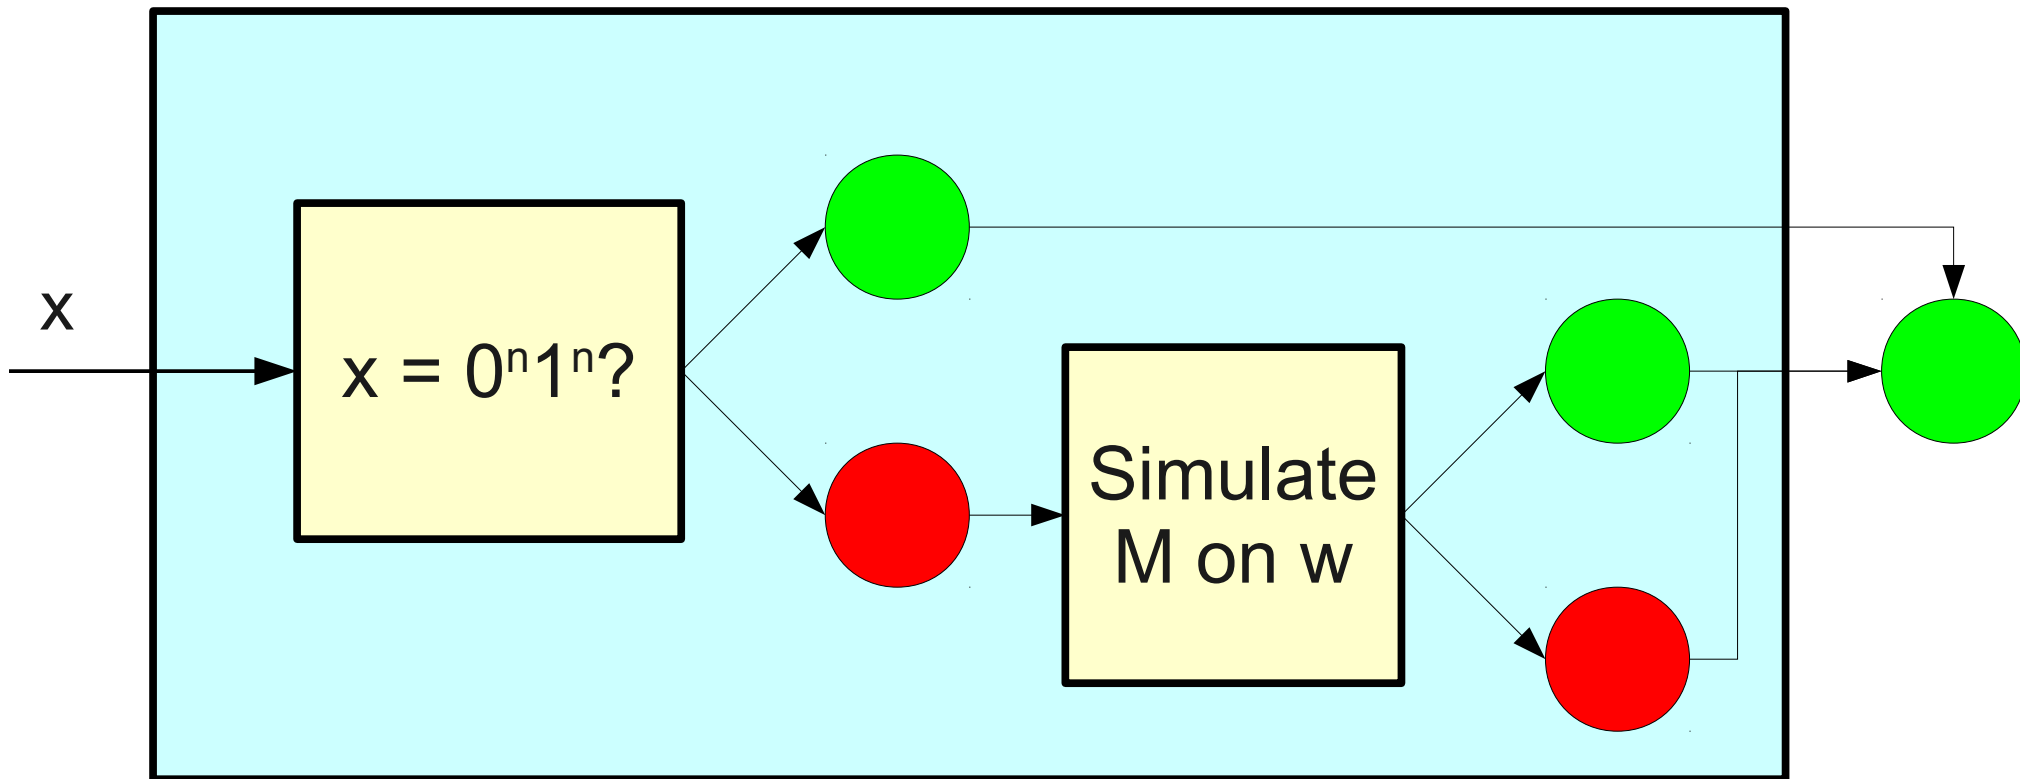 x
x = 0ⁿ1ⁿ?
Simulate
M on w